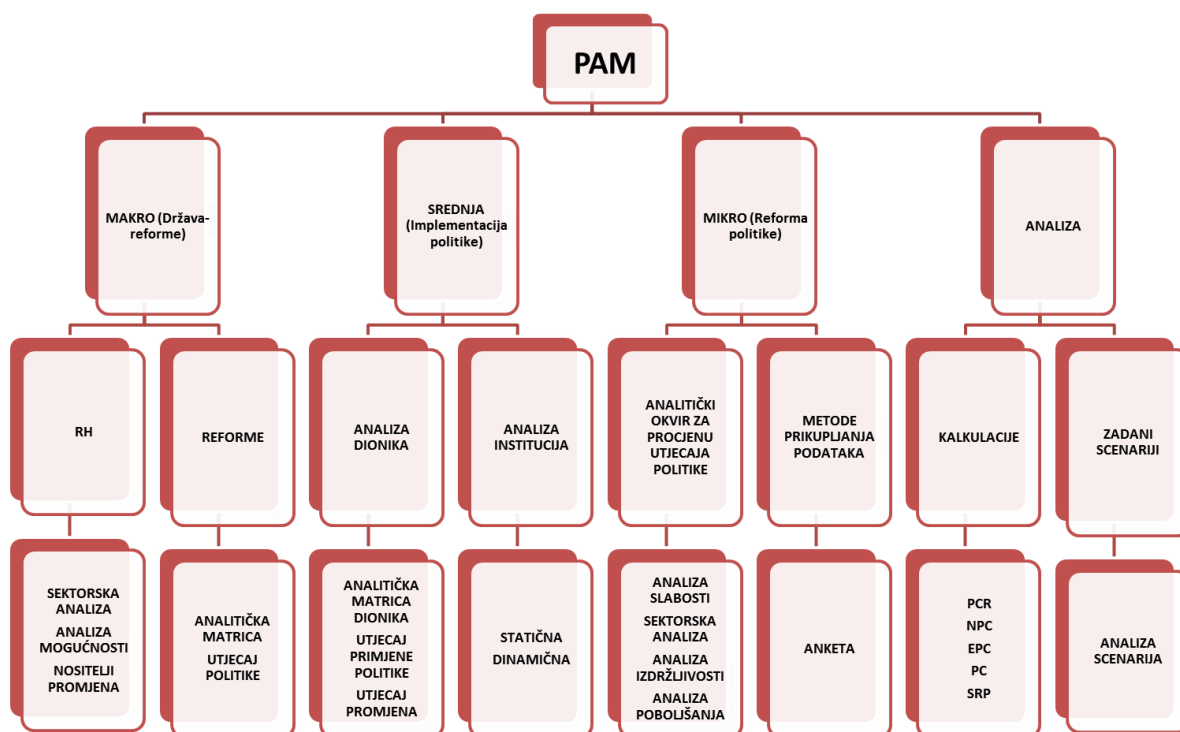 PAM
MAKRO (Država-
reforme)
SREDNJA
(Implementacija
politike)
MIKRO (Reforma
politike)
ANALIZA
RH
REFORME
ANALIZA
DIONIKA
ANALIZA
INSTITUCIJA
ANALITIČKI
OKVIR ZA
PROCJENU
UTJECAJA
POLITIKE
METODE
PRIKUPLJANJA
PODATAKA
KALKULACIJE
ZADANI
SCENARIJI
SEKTORSKA
ANALIZA
ANALIZA
MOGUĆNOSTI
NOSITELJI
PROMJENA
ANALITIČKA
MATRICA
UTJECAJ
POLITIKE
ANALITIČKA
MATRICA
DIONIKA
UTJECAJ
PRIMJENE
POLITIKE
UTJECAJ
PROMJENA
STATIČNA
DINAMIČNA
ANALIZA
SLABOSTI
SEKTORSKA
ANALIZA
ANALIZA
IZDRŽLJIVOSTI
ANALIZA
POBOLJŠANJA
ANKETA
PCR
NPC
EPC
PC
SRP
ANALIZA
SCENARIJA